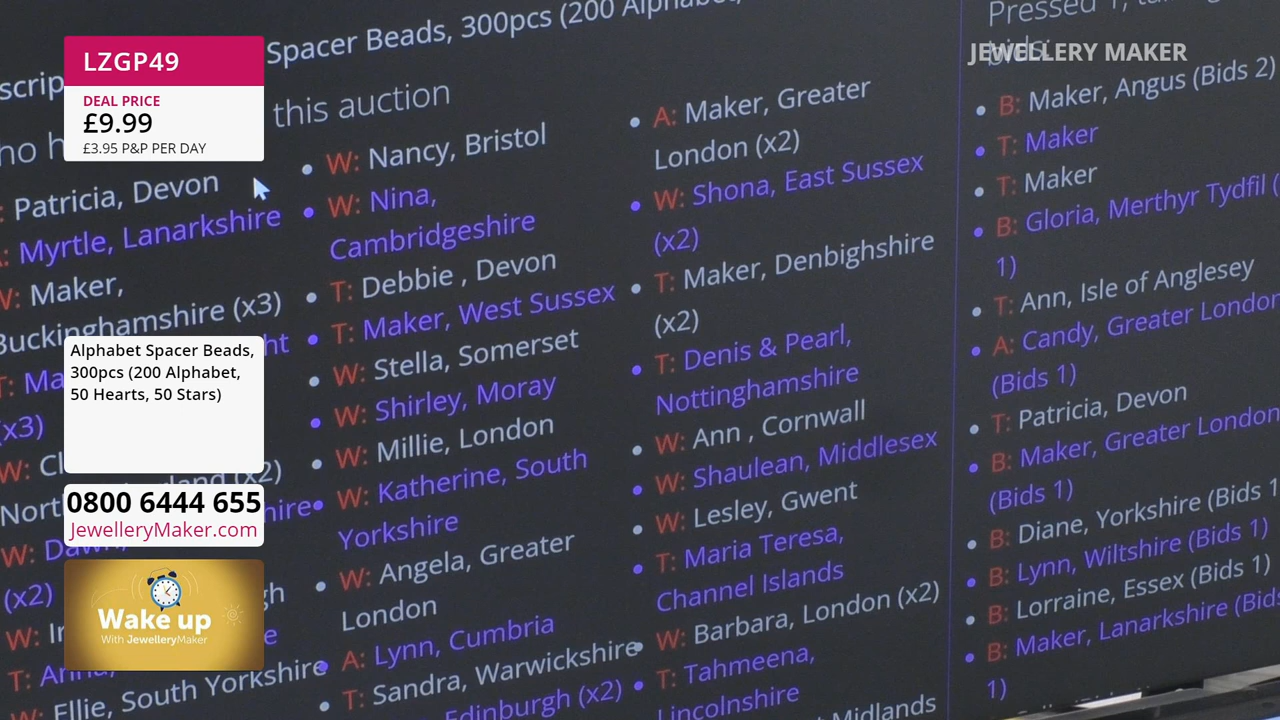 LZGP49
DEAL PRICE
£9.99
£3.95 P&P PER DAY
Alphabet Spacer Beads,
300pcs (200 Alphabet,
50 Hearts, 50 Stars)
0800 6444 655
JewelleryMaker.com
Wake up
With JewelleryMaker
JEWELLERY MAKER
Spacer Beads, 300pcs (200 Alphabet,
this auction
Patricia, Devon
Myrtle, Lanarkshire
W: Maker,
Buckinghamshire (x3)
(x3)
(x2)
W:
(x2)
W:
T:
W: Ellie, South Yorkshire
W: Nancy, Bristol
W: Nina,
Cambridgeshire
T: Debbie , Devon
T: Maker, West Sussex
W: Stella, Somerset
W: Shirley, Moray
W: Millie, London
W: Katherine, South
Yorkshire
W: Angela, Greater
London
A: Lynn, Cumbria
T: Sandra, Warwickshire
Edinburgh (x2)
A: Maker, Greater
London (x2)
W: Shona, East Sussex
(x2)
T: Maker, Denbighshire
(x2)
T: Denis & Pearl,
Nottinghamshire
W: Ann , Cornwall
W: Shaulean, Middlesex
W: Lesley, Gwent
T: Maria Teresa,
Channel Islands
W: Barbara, London (x2)
T: Tahmeena,
Lincolnshire
Midlands
Pressed 1,
bids:
B: Maker, Angus (Bids 2)
T: Maker
T: Maker
B: Gloria, Merthyr Tydfil (
1)
T: Ann, Isle of Anglesey
A: Candy, Greater London
(Bids 1)
T: Patricia, Devon
B: Maker, Greater London
(Bids 1)
B: Diane, Yorkshire (Bids 1
B: Lynn, Wiltshire (Bids 1)
B: Lorraine, Essex (Bids 1)
B: Maker, Lanarkshire (Bids
1)